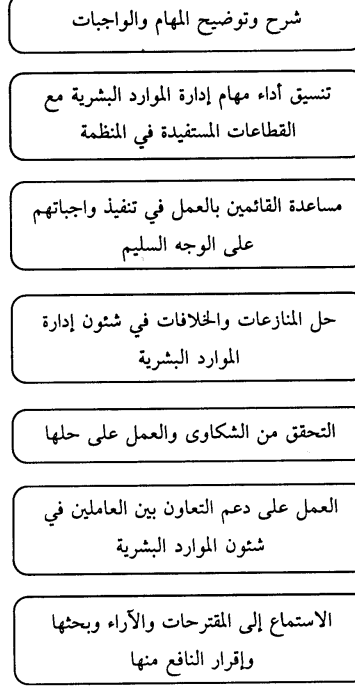 شرح وتوضيح المهام والواجبات
تنسيق أداء مهام إدارة الموارد البشرية مع
القطاعات المستفيدة في المنظمة
مساعدة القائمين بالعمل في تنفيذ واجباتهم
على الوجه السليم
حل المنازعات والخلافات في شئون إدارة
الموارد البشرية
التحقق من الشكاوى والعمل على حلها
العمل على دعم التعاون بين العاملين في
شئون الموارد البشرية
الاستماع إلى المقترحات والآراء وبحثها
وإقرار النافع منها